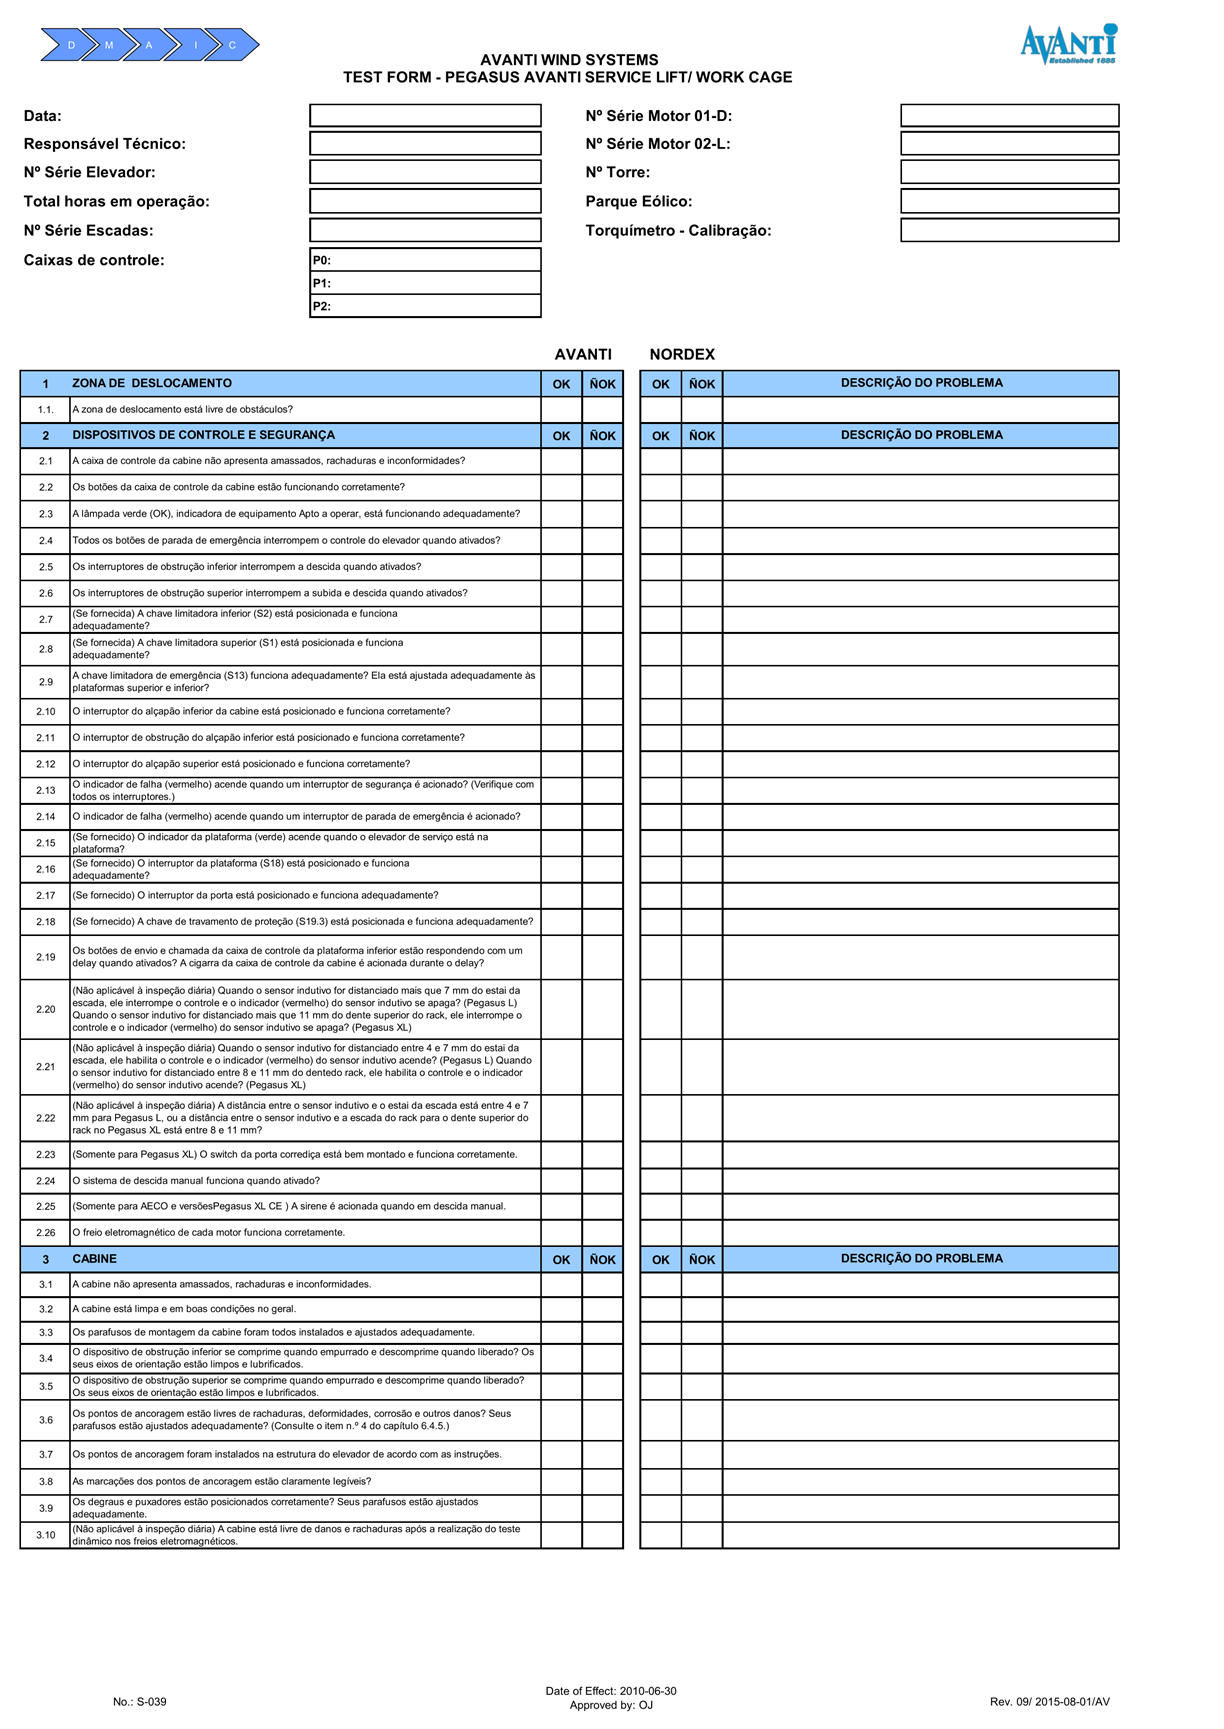 D M A I C
AVANTI
Established 1885
AVANTI WIND SYSTEMS
TEST FORM - PEGASUS AVANTI SERVICE LIFT/ WORK CAGE
Data:
Nº Série Motor 01-D:
Responsável Técnico:
Nº Série Motor 02-L:
Nº Série Elevador:
Nº Torre:
Total horas em operação:
Parque Eólico:
Nº Série Escadas:
Torquímetro - Calibração:
Caixas de controle:
P0:
P1:
P2:
AVANTI NORDEX
1 ZONA DE DESLOCAMENTO OK ÑOK OK ÑOK DESCRIÇÃO DO PROBLEMA
1.1. A zona de deslocamento está livre de obstáculos?
2 DISPOSITIVOS DE CONTROLE E SEGURANÇA OK ÑOK OK ÑOK DESCRIÇÃO DO PROBLEMA
2.1 A caixa de controle da cabine não apresenta amassados, rachaduras e inconformidades?
2.2 Os botões da caixa de controle da cabine estão funcionando corretamente?
2.3 A lâmpada verde (OK), indicadora de equipamento Apto a operar, está funcionando adequadamente?
2.4 Todos os botões de parada de emergência interrompem o controle do elevador quando ativados?
2.5 Os interruptores de obstrução inferior interrompem a descida quando ativados?
2.6 Os interruptores de obstrução superior interrompem a subida e descida quando ativados?
2.7 (Se fornecida) A chave limitadora inferior (S2) está posicionada e funciona
adequadamente?
2.8 (Se fornecida) A chave limitadora superior (S1) está posicionada e funciona
adequadamente?
2.9 A chave limitadora de emergência (S13) funciona adequadamente? Ela está ajustada adequadamente às
plataformas superior e inferior?
2.10 O interruptor do alçapão inferior da cabine está posicionado e funciona corretamente?
2.11 O interruptor de obstrução do alçapão inferior está posicionado e funciona corretamente?
2.12 O interruptor do alçapão superior está posicionado e funciona corretamente?
2.13 O indicador de falha (vermelho) acende quando um interruptor de segurança é acionado? (Verifique com
todos os interruptores.)
2.14 O indicador de falha (vermelho) acende quando um interruptor de parada de emergência é acionado?
2.15 (Se fornecido) O indicador da plataforma (verde) acende quando o elevador de serviço está na
plataforma?
2.16 (Se fornecido) O interruptor da plataforma (S18) está posicionado e funciona
adequadamente?
2.17 (Se fornecido) O interruptor da porta está posicionado e funciona adequadamente?
2.18 (Se fornecido) A chave de travamento de proteção (S19.3) está posicionada e funciona adequadamente?
2.19 Os botões de envio e chamada da caixa de controle da plataforma inferior estão respondendo com um
delay quando ativados? A cigarra da caixa de controle da cabine é acionada durante o delay?
2.20 (Não aplicável à inspeção diária) Quando o sensor indutivo for distanciado mais que 7 mm do estai da
escada, ele interrompe o controle e o indicador (vermelho) do sensor indutivo se apaga? (Pegasus L)
Quando o sensor indutivo for distanciado mais que 11 mm do dente superior do rack, ele interrompe o
controle e o indicador (vermelho) do sensor indutivo se apaga? (Pegasus XL)
2.21 (Não aplicável à inspeção diária) Quando o sensor indutivo for distanciado entre 4 e 7 mm do estai da
escada, ele habilita o controle e o indicador (vermelho) do sensor indutivo acende? (Pegasus L) Quando
o sensor indutivo for distanciado entre 8 e 11 mm do dentedo rack, ele habilita o controle e o indicador
(vermelho) do sensor indutivo acende? (Pegasus XL)
2.22 (Não aplicável à inspeção diária) A distância entre o sensor indutivo e o estai da escada está entre 4 e 7
mm para Pegasus L, ou a distância entre o sensor indutivo e a escada do rack para o dente superior do
rack no Pegasus XL está entre 8 e 11 mm?
2.23 (Somente para Pegasus XL) O switch da porta corrediça está bem montado e funciona corretamente.
2.24 O sistema de descida manual funciona quando ativado?
2.25 (Somente para AECO e versõesPegasus XL CE ) A sirene é acionada quando em descida manual.
2.26 O freio eletromagnético de cada motor funciona corretamente.
3 CABINE OK ÑOK OK ÑOK DESCRIÇÃO DO PROBLEMA
3.1 A cabine não apresenta amassados, rachaduras e inconformidades.
3.2 A cabine está limpa e em boas condições no geral.
3.3 Os parafusos de montagem da cabine foram todos instalados e ajustados adequadamente.
3.4 O dispositivo de obstrução inferior se comprime quando empurrado e descomprime quando liberado? Os
seus eixos de orientação estão limpos e lubrificados.
3.5 O dispositivo de obstrução superior se comprime quando empurrado e descomprime quando liberado?
Os seus eixos de orientação estão limpos e lubrificados.
3.6 Os pontos de ancoragem estão livres de rachaduras, deformidades, corrosão e outros danos? Seus
parafusos estão ajustados adequadamente? (Consulte o item n.º 4 do capítulo 6.4.5.)
3.7 Os pontos de ancoragem foram instalados na estrutura do elevador de acordo com as instruções.
3.8 As marcações dos pontos de ancoragem estão claramente legíveis?
3.9 Os degraus e puxadores estão posicionados corretamente? Seus parafusos estão ajustados
adequadamente.
3.10 (Não aplicável à inspeção diária) A cabine está livre de danos e rachaduras após a realização do teste
dinâmico nos freios eletromagnéticos.
No.: S-039
Date of Effect: 2010-06-30
Approved by: OJ
Rev. 09/ 2015-08-01/AV